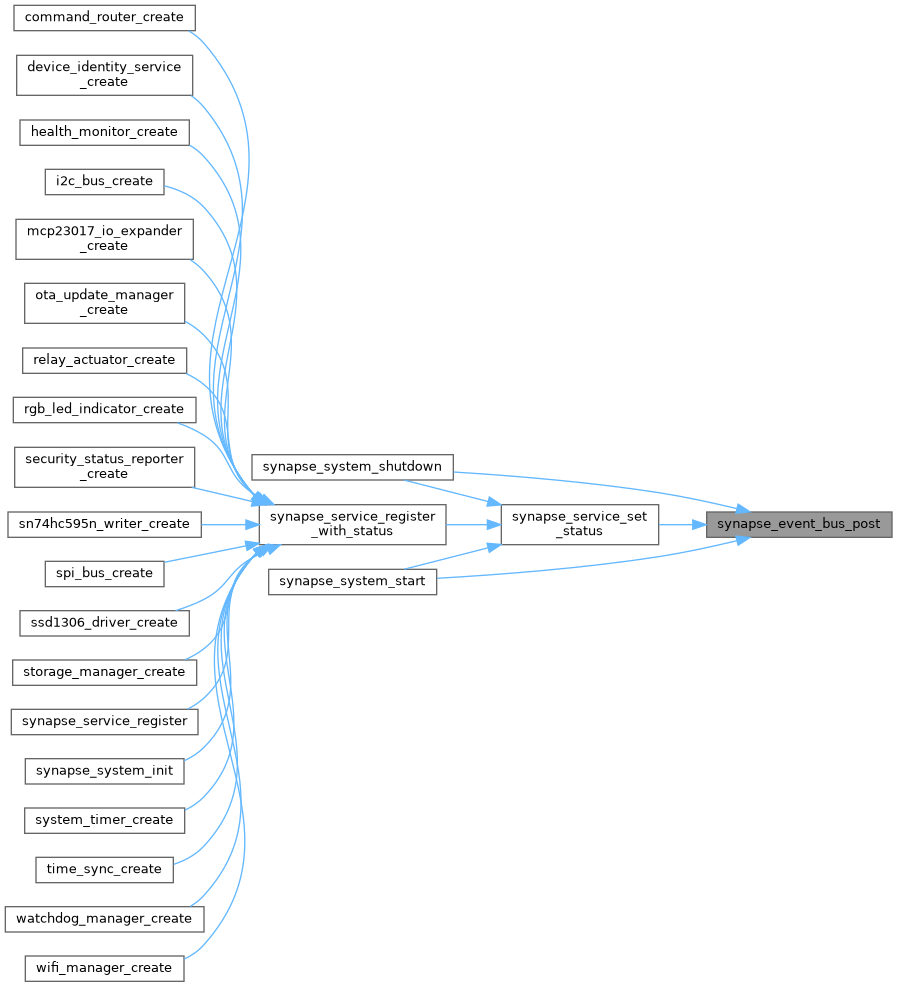 command_router_create
device_identity_service
_create
health_monitor_create
i2c_bus_create
mcp23017_io_expander
_create
ota_update_manager
_create
relay_actuator_create
rgb_led_indicator_create
security_status_reporter
_create
sn74hc595n_writer_create
spi_bus_create
ssd1306_driver_create
storage_manager_create
synapse_service_register
synapse_system_init
system_timer_create
time_sync_create
watchdog_manager_create
wifi_manager_create
synapse_system_shutdown
synapse_service_register
_with_status
synapse_system_start
synapse_service_set
_status
synapse_event_bus_post